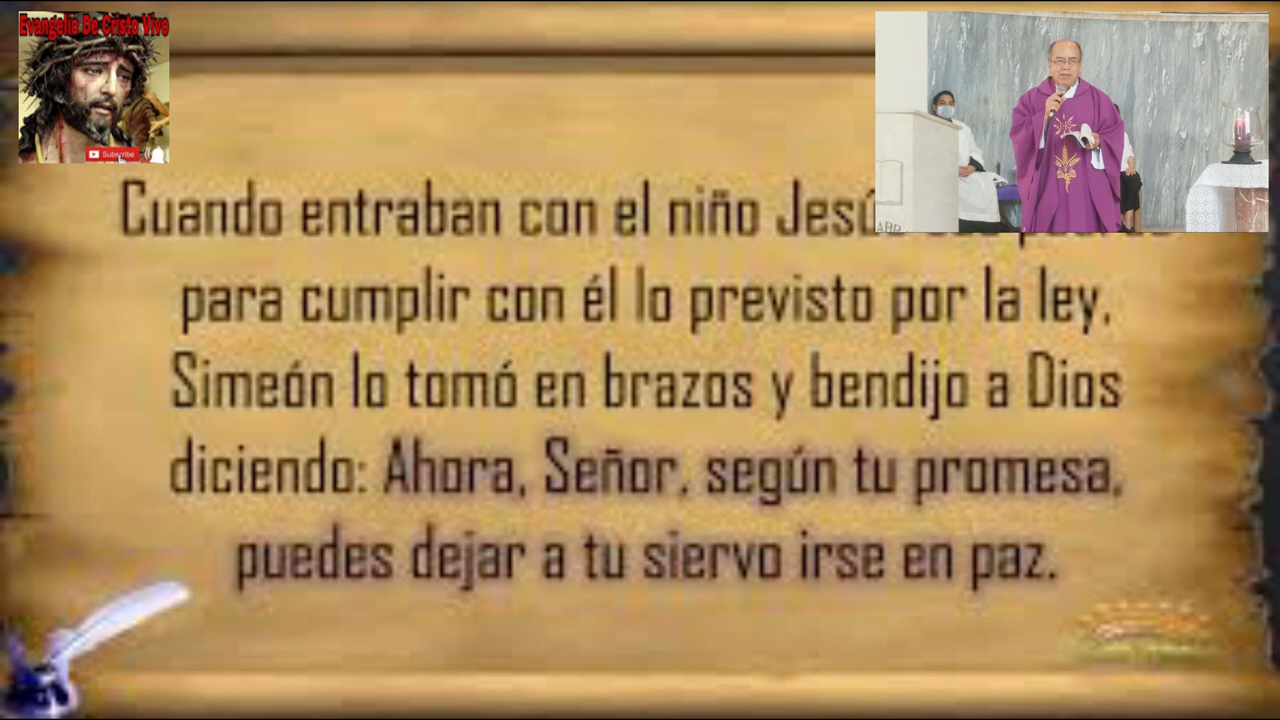 Evangelio De Cristo Vivo
Subscribe
Cuando entraban con el niño Jesú
para cumplir con él lo previsto por la ley,
Simeón lo tomó en brazos y bendijo a Dios
diciendo: Ahora, Señor, según tu promesa,
puedes dejar a tu siervo irse en paz.